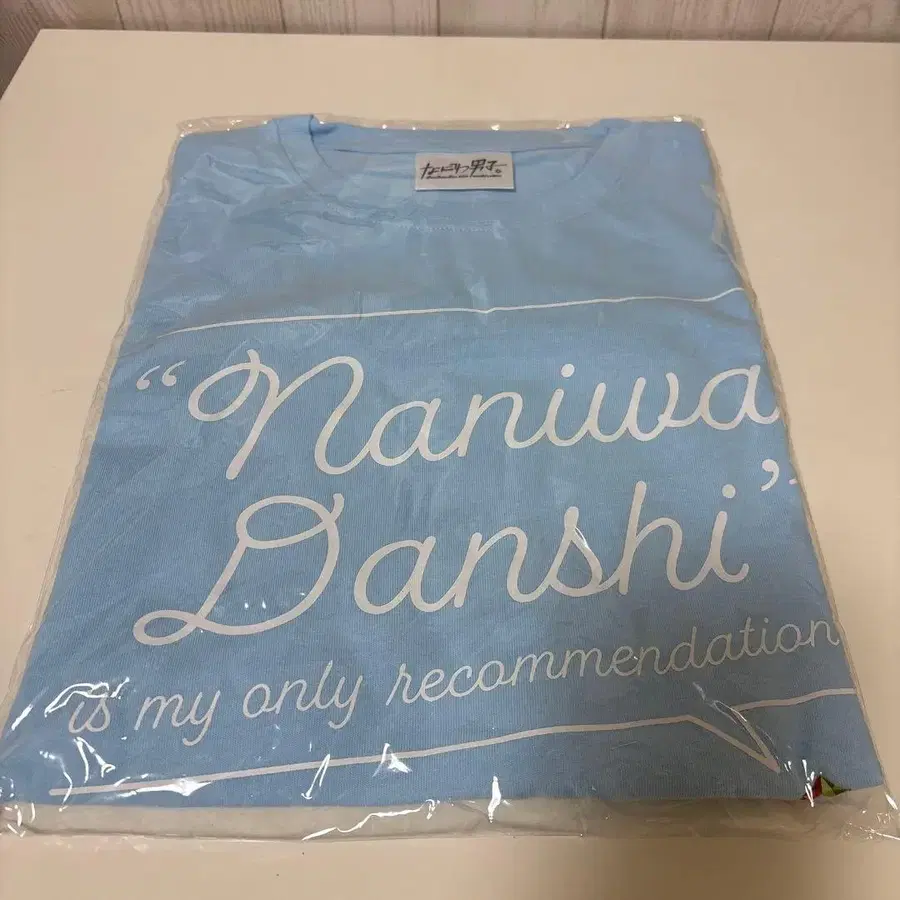 なにわ男子。
“Naniwa
Danshi”
is my only recommendation